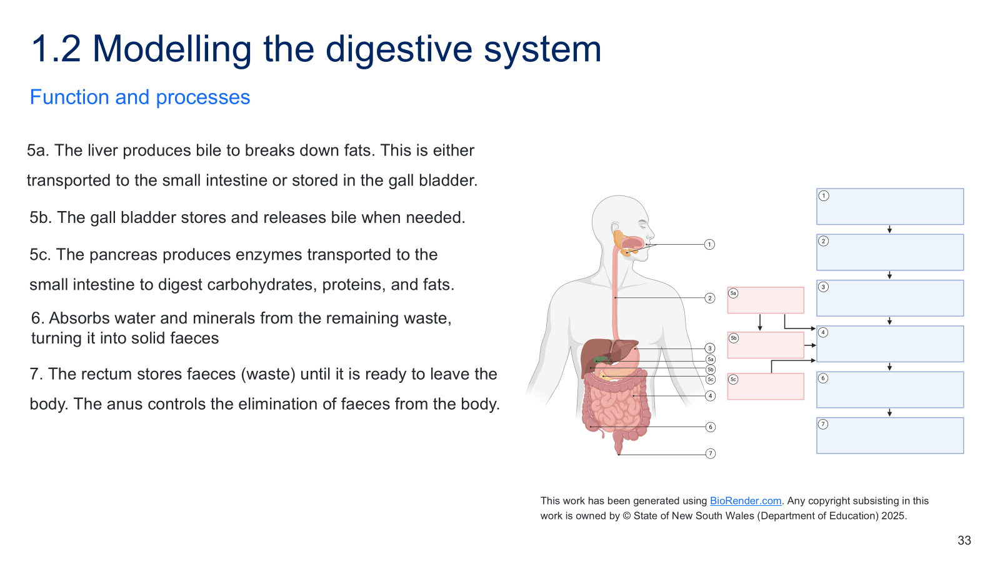 1.2 Modelling the digestive system
Function and processes
5a. The liver produces bile to breaks down fats. This is either
transported to the small intestine or stored in the gall bladder.
5b. The gall bladder stores and releases bile when needed.
5c. The pancreas produces enzymes transported to the
small intestine to digest carbohydrates, proteins, and fats.
6. Absorbs water and minerals from the remaining waste,
turning it into solid faeces
7. The rectum stores faeces (waste) until it is ready to leave the
body. The anus controls the elimination of faeces from the body.
1
2
3
5a
5b
5c
4
6
7
5a
5b
5c
1
2
3
4
6
7
This work has been generated using BioRender.com. Any copyright subsisting in this
work is owned by © State of New South Wales (Department of Education) 2025.
33